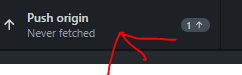 Push origin
Never fetched
1